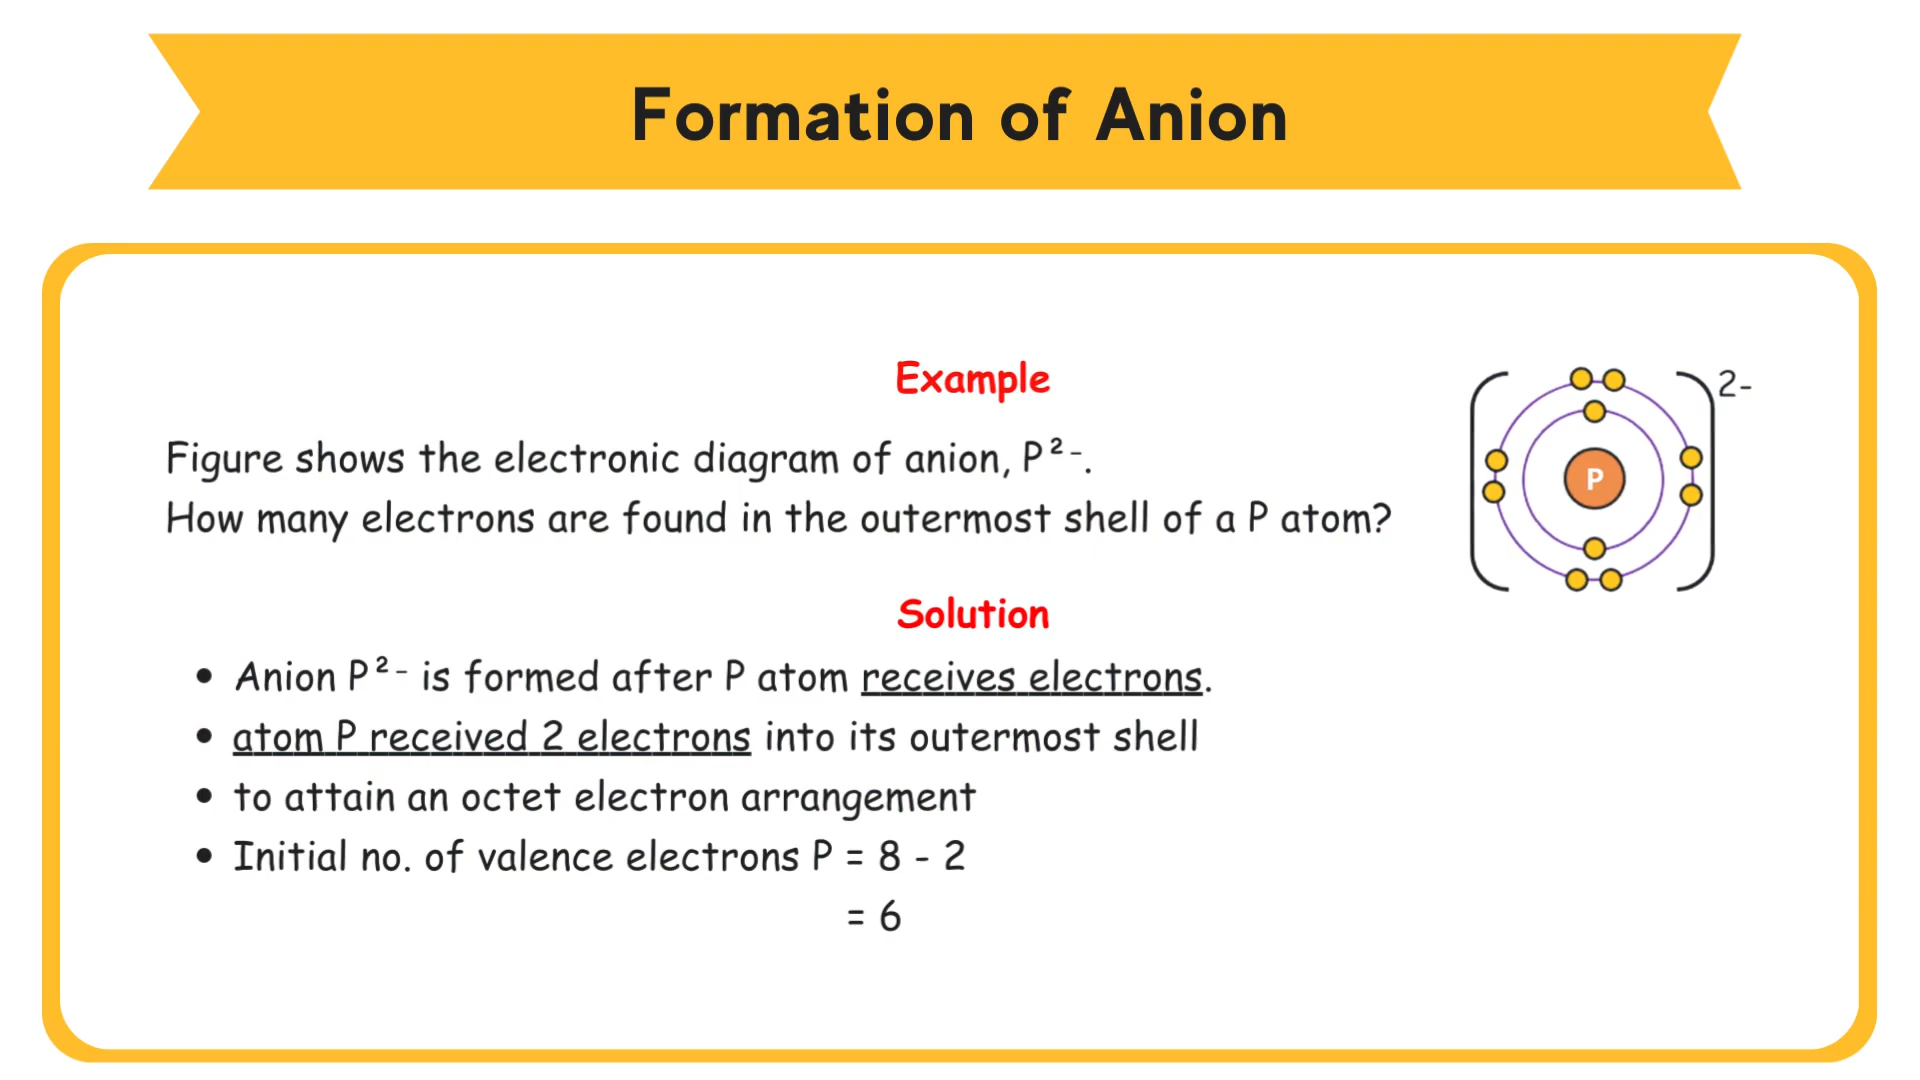 Formation of Anion
Example
2-
Figure shows the electronic diagram of anion, P²⁻.
P
How many electrons are found in the outermost shell of a P atom?
Solution
• Anion P²⁻ is formed after P atom receives electrons.
• atom P received 2 electrons into its outermost shell
• to attain an octet electron arrangement
• Initial no. of valence electrons P = 8 - 2
= 6